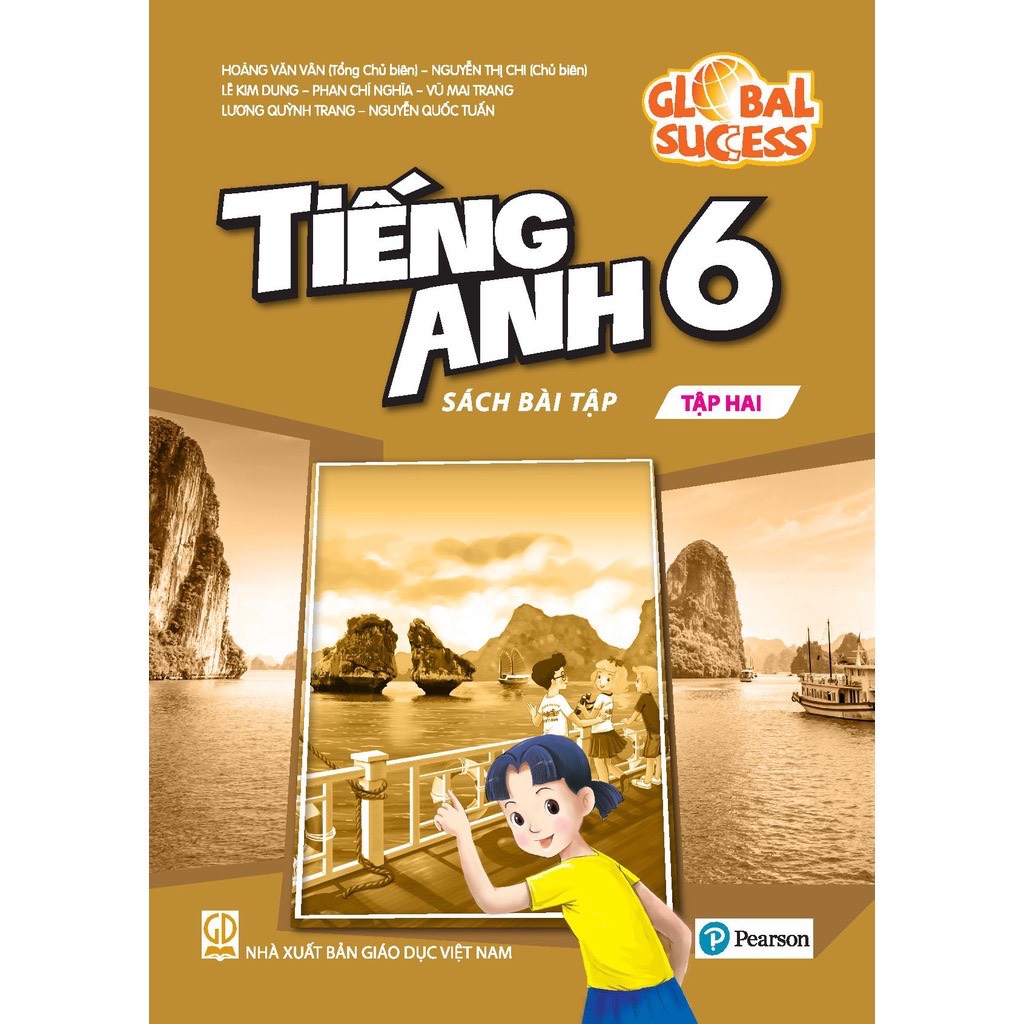 HOÀNG VĂN VÂN (Tổng Chủ biên) – NGUYỄN THỊ CHI (Chủ biên)
LÊ KIM DUNG – PHAN CHÍ NGHĨA – VŨ MAI TRANG
LƯƠNG QUỲNH TRANG – NGUYỄN QUỐC TUẤN
GLOBAL
SUCCESS
TIẾNG
ANH 6
SÁCH BÀI TẬP
TẬP HAI
GD
NHÀ XUẤT BẢN GIÁO DỤC VIỆT NAM
P Pearson